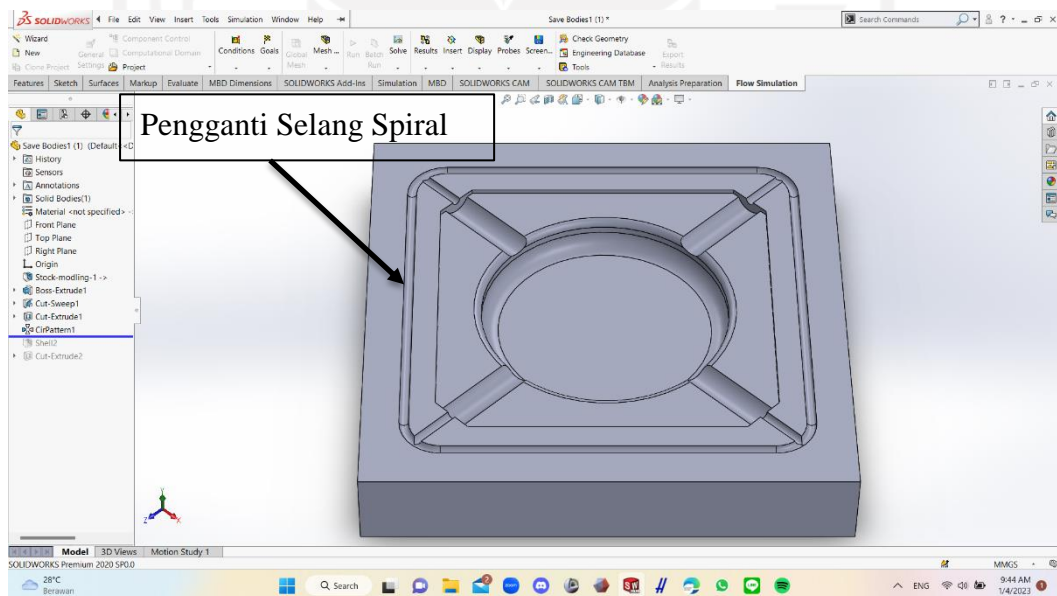 SOLIDWORKS File Edit View Insert Tools Simulation Window Help Save Bodies1 (1) * Search Commands
Wizard
New
Clone Project
General Settings
Component Control
Computational Domain
Project
Conditions Goals
Global Mesh
Mesh ...
Run
Batch Run
Solve Results Insert Display Probes Screen...
Check Geometry
Engineering Database
Tools
Export Results
Features Sketch Surfaces Markup Evaluate MBD Dimensions SOLIDWORKS Add-Ins Simulation MBD SOLIDWORKS CAM SOLIDWORKS CAM TBM Analysis Preparation Flow Simulation
Pengganti Selang Spiral
Save Bodies1 (1) (Default<<D
History
Sensors
Annotations
Solid Bodies(1)
Material <not specified>
Front Plane
Top Plane
Right Plane
Origin
Stock-modling-1 ->
Boss-Extrude1
Cut-Sweep1
Cut-Extrude1
CirPattern1
Shell2
Cut-Extrude2
Y
Z
X
Model 3D Views Motion Study 1
SOLIDWORKS Premium 2020 SP0.0 MMGS
28°C
Berawan
Search
ENG
9:44 AM
1/4/2023